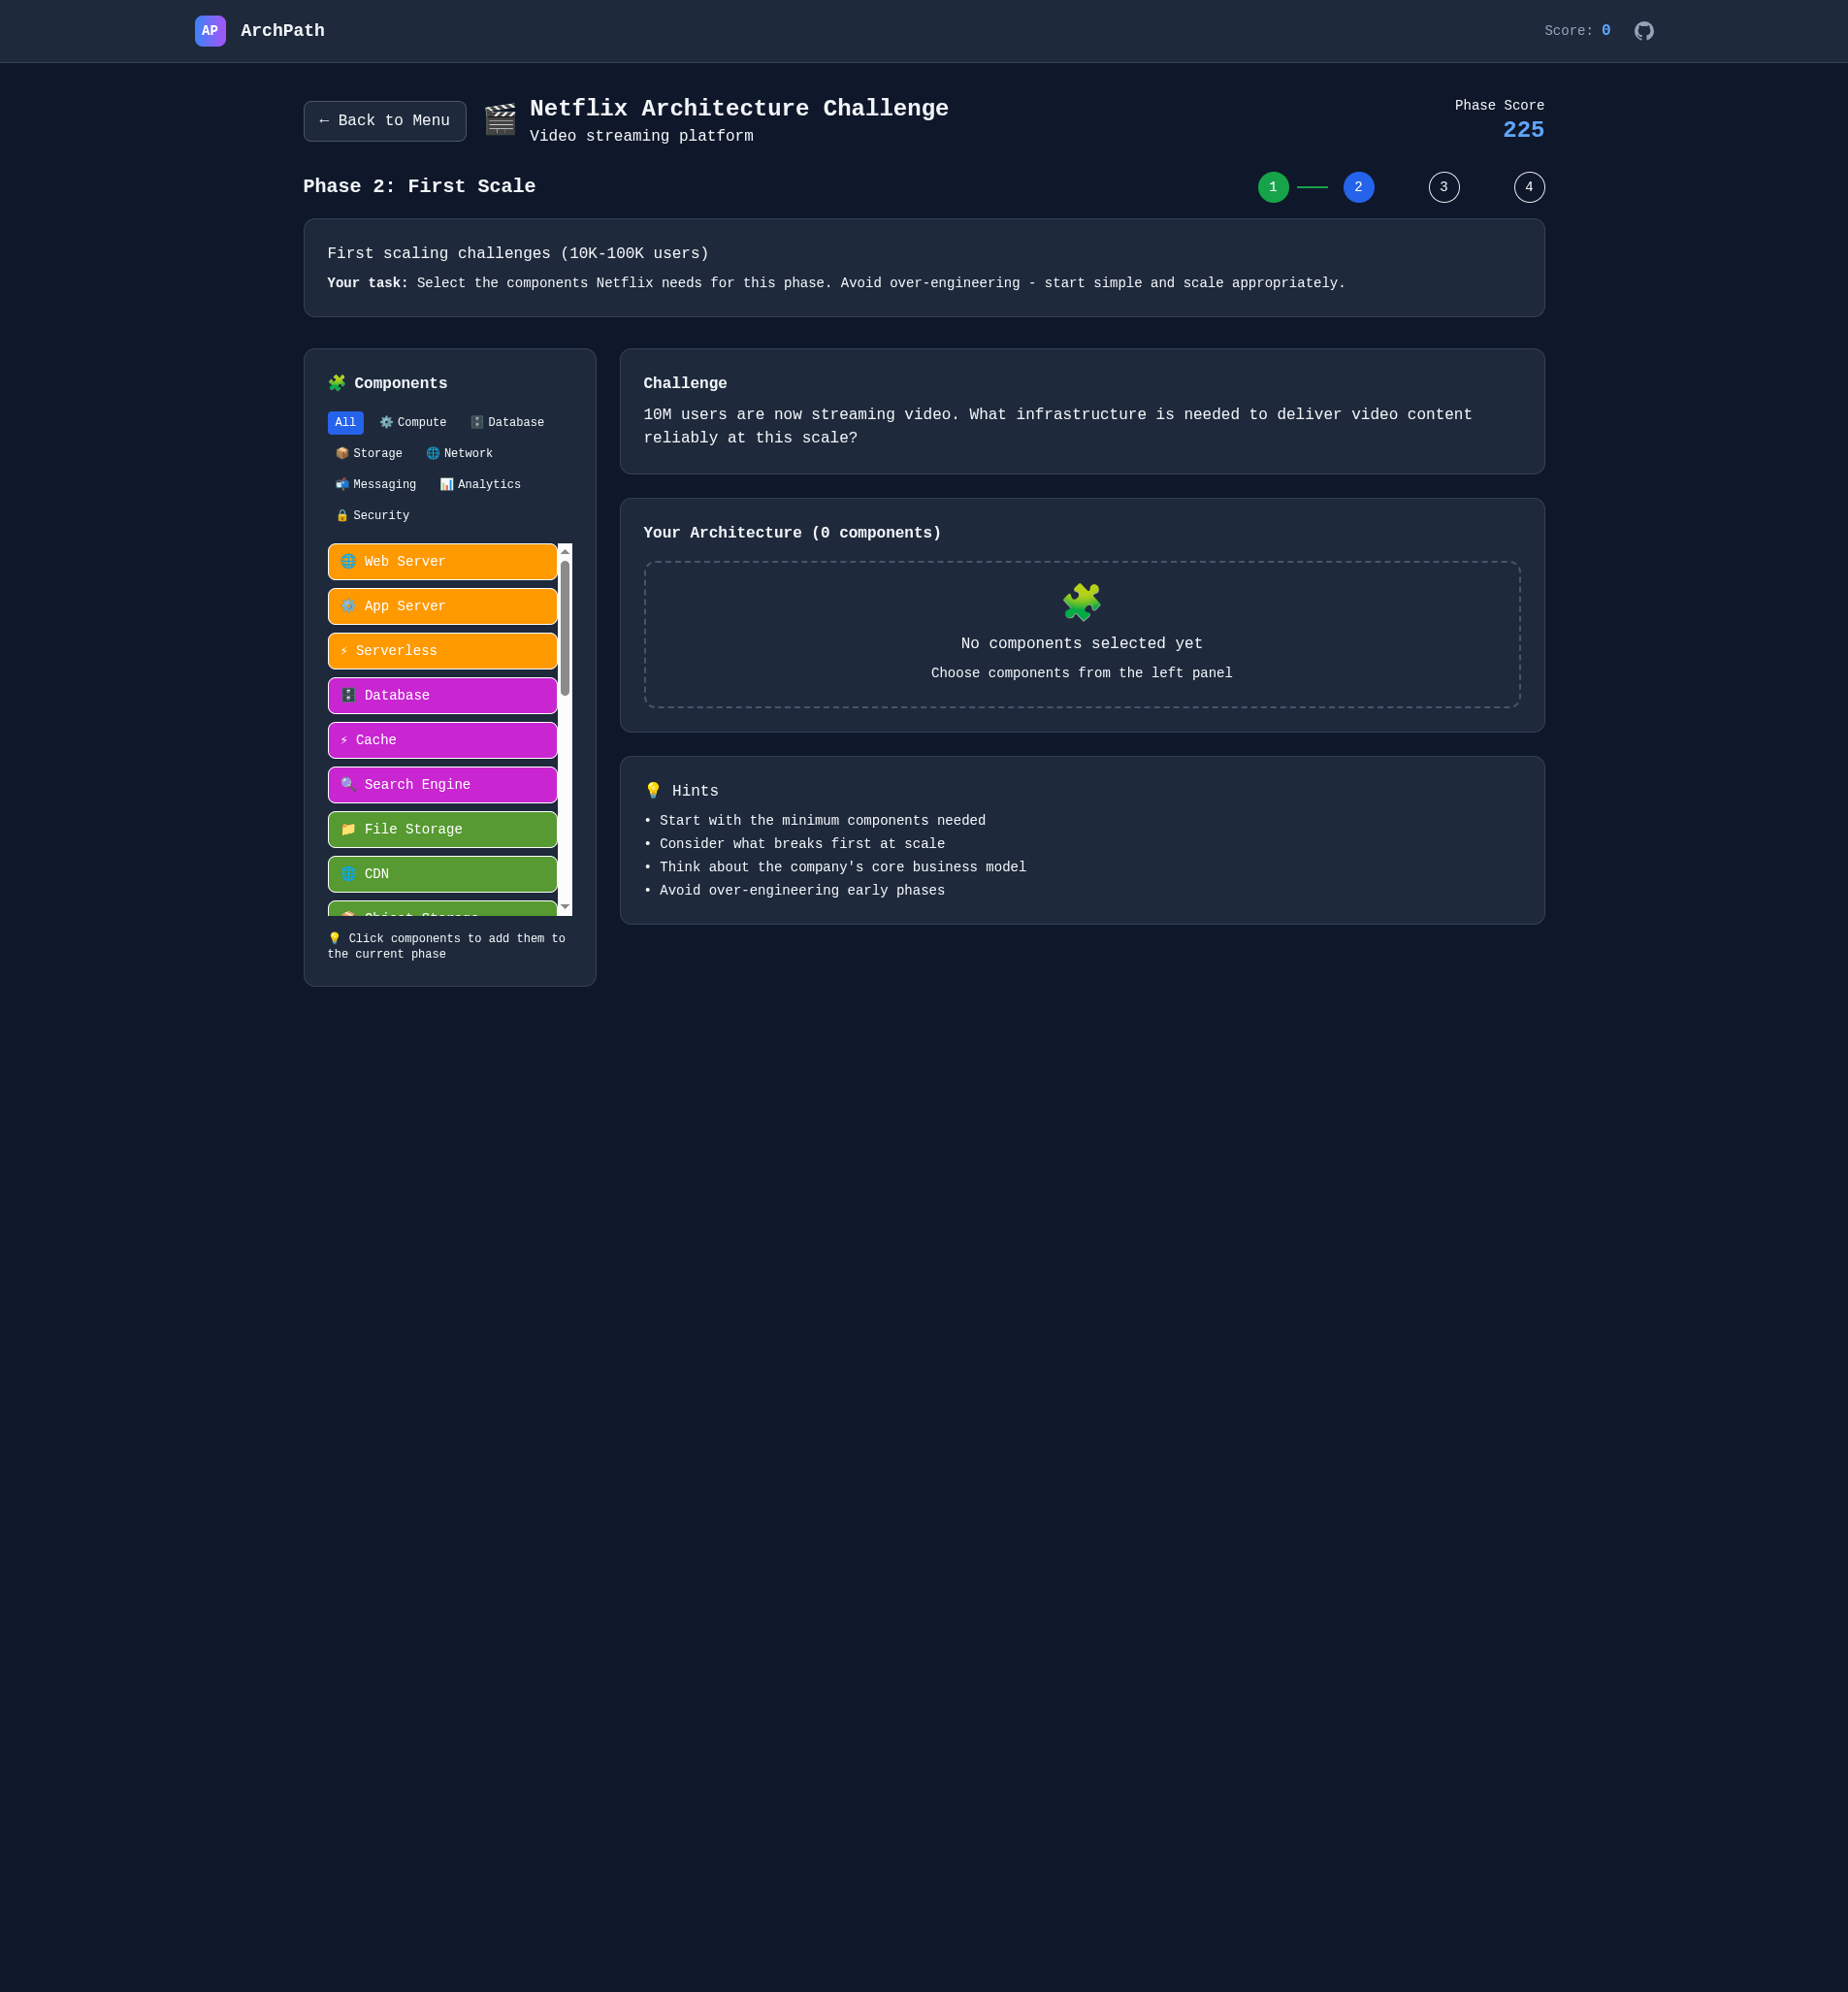 AP ArchPath
Score: 0
← Back to Menu
Netflix Architecture Challenge
Video streaming platform
Phase Score
225
Phase 2: First Scale
1
2
3
4
First scaling challenges (10K-100K users)
Your task: Select the components Netflix needs for this phase. Avoid over-engineering - start simple and scale appropriately.
Components
All
Compute
Database
Storage
Network
Messaging
Analytics
Security
Web Server
App Server
Serverless
Database
Cache
Search Engine
File Storage
CDN
Object Storage
Click components to add them to
the current phase
Challenge
10M users are now streaming video. What infrastructure is needed to deliver video content
reliably at this scale?
Your Architecture (0 components)
No components selected yet
Choose components from the left panel
Hints
• Start with the minimum components needed
• Consider what breaks first at scale
• Think about the company's core business model
• Avoid over-engineering early phases